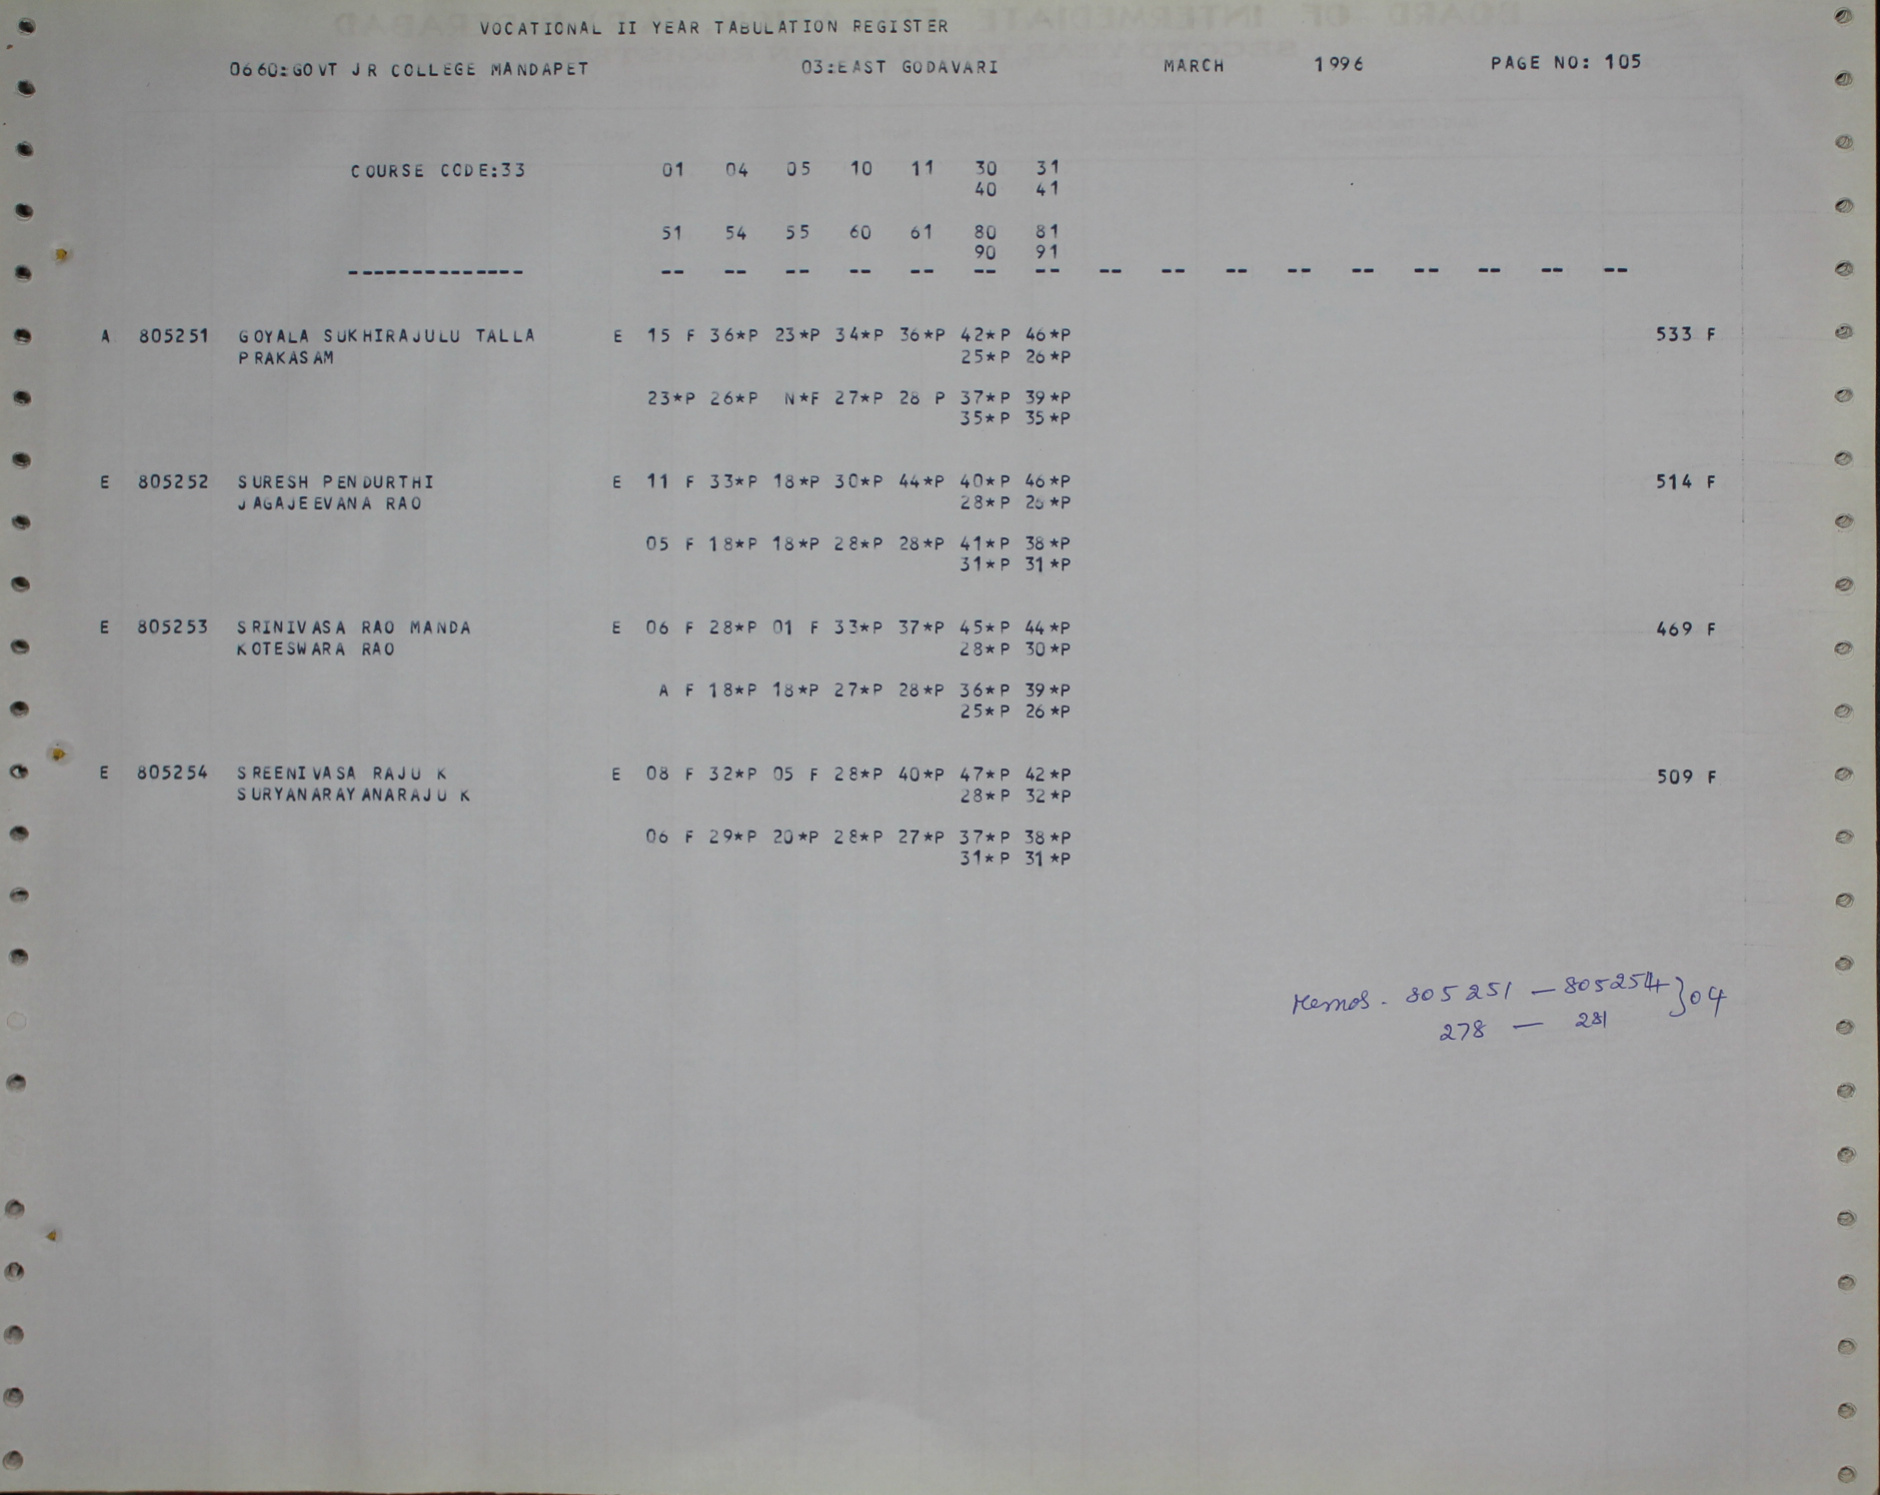 VOCATIONAL II YEAR TABULATION REGISTER
0660:GOVT JR COLLEGE MANDAPET 03:EAST GODAVARI MARCH 1996 PAGE NO: 105
COURSE CODE:33 01 04 05 10 11 30 31
40 41
51 54 55 60 61 80 81
90 91
-------------- -- -- -- -- -- -- -- -- -- -- -- -- -- -- -- --
A 805251 GOYALA SUKHIRAJULU TALLA E 15 F 36*P 23*P 34*P 36*P 42*P 46*P 533 F
PRAKASAM 25*P 26*P
23*P 26*P N*F 27*P 28 P 37*P 39*P
35*P 35*P
E 805252 SURESH PENDURTHI E 11 F 33*P 18*P 30*P 44*P 40*P 46*P 514 F
JAGAJEEVANA RAO 28*P 26*P
05 F 18*P 18*P 28*P 28*P 41*P 38*P
31*P 31*P
E 805253 SRINIVASA RAO MANDA E 06 F 28*P 01 F 33*P 37*P 45*P 44*P 469 F
KOTESWARA RAO 28*P 30*P
A F 18*P 18*P 27*P 28*P 36*P 39*P
25*P 26*P
E 805254 SREENIVASA RAJU K E 08 F 32*P 05 F 28*P 40*P 47*P 42*P 509 F
SURYANARAYANARAJU K 28*P 32*P
06 F 29*P 20*P 28*P 27*P 37*P 38*P
31*P 31*P
Memos. 805251 — 805254 } 04
278 — 281